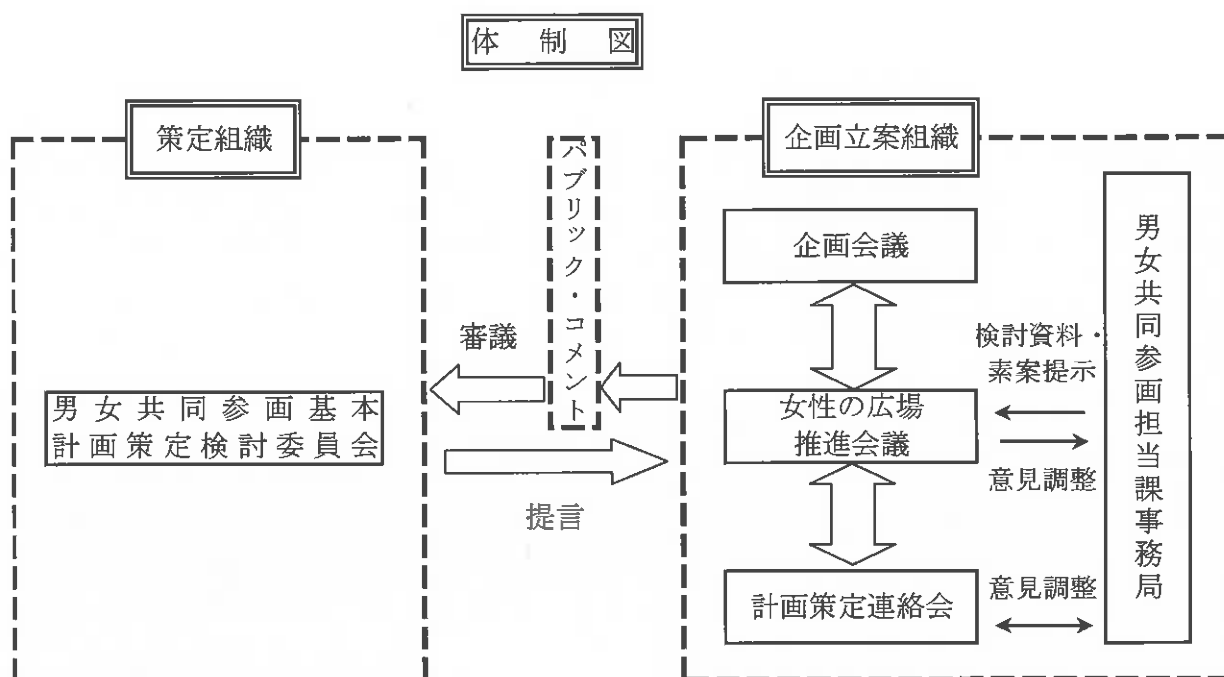 体制図
策定組織
男女共同参画基本
計画策定検討委員会
審議
提言
パブリック・コメント
企画立案組織
企画会議
女性の広場
推進会議
計画策定連絡会
検討資料・
素案提示
意見調整
意見調整
男女共同参画担当課事務局